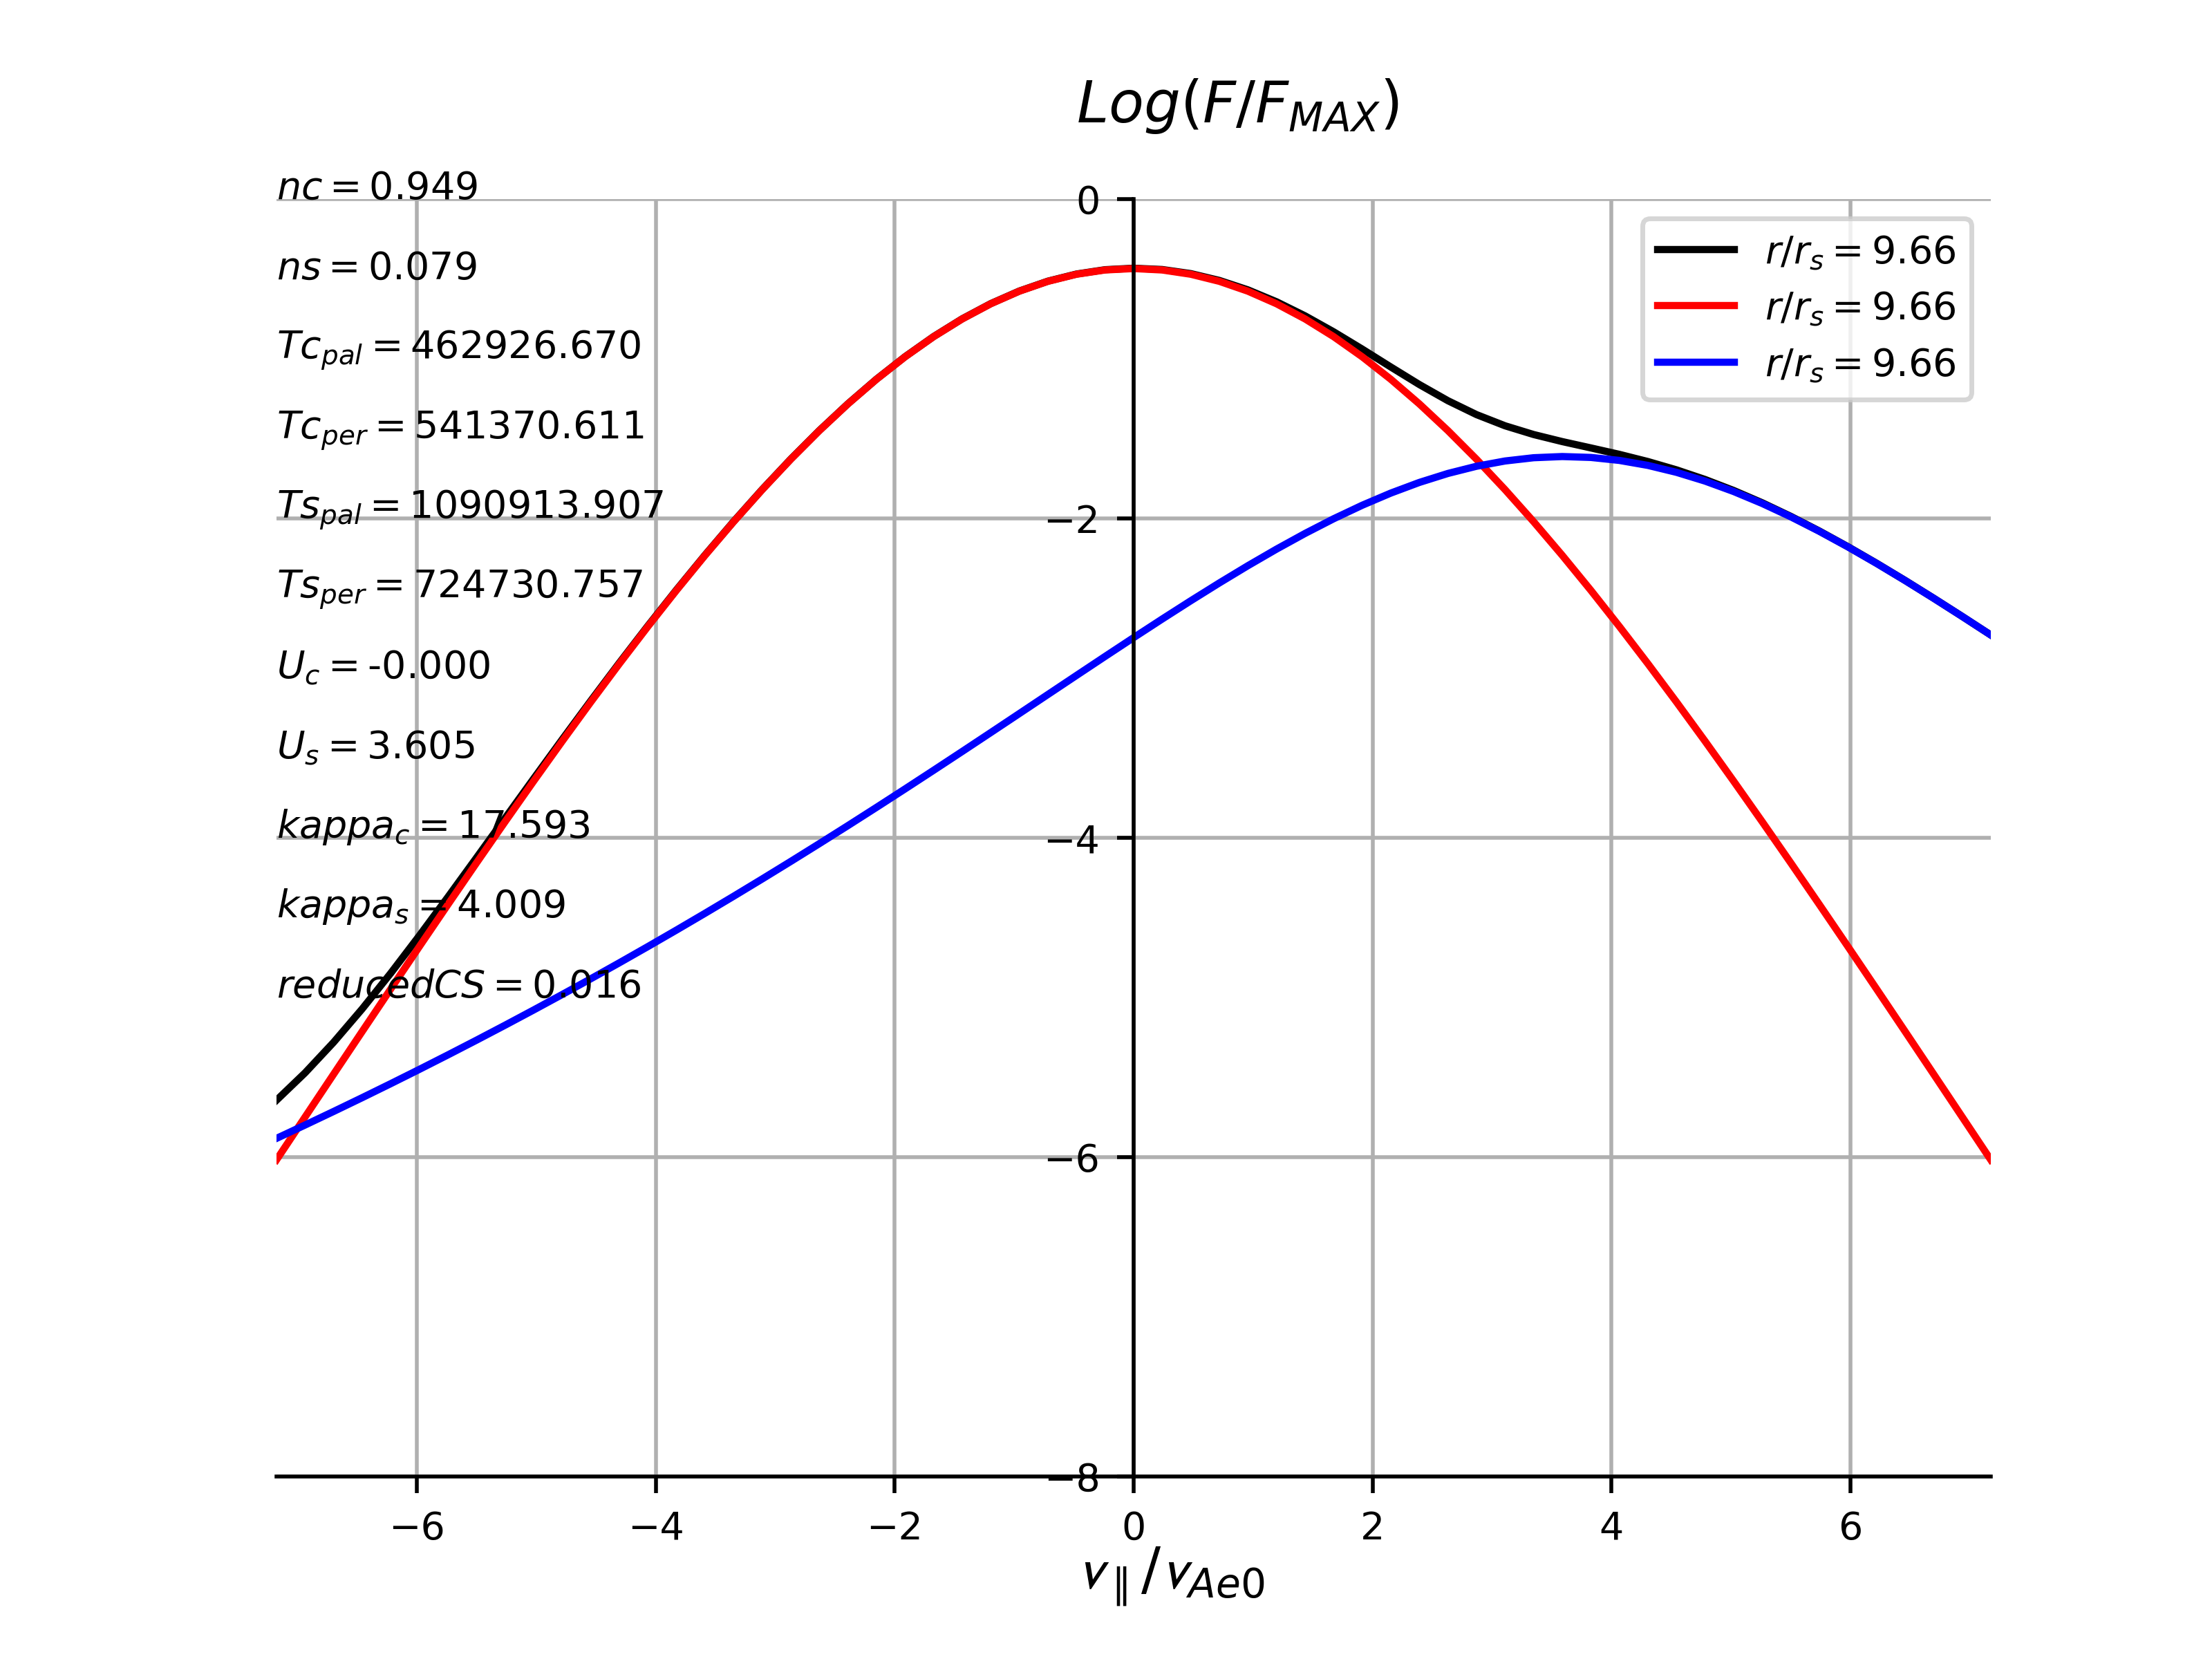 Log(F/F_MAX)
nc = 0.949
ns = 0.079
Tc_pal = 462926.670
Tc_per = 541370.611
Ts_pal = 1090913.907
Ts_per = 724730.757
U_c = -0.000
U_s = 3.605
kappa_c = 17.593
kappa_s = 4.009
reducedCS = 0.016
0
−2
−4
−6
−8
r/r_s = 9.66
r/r_s = 9.66
r/r_s = 9.66
−6 −4 −2 0 2 4 6
v_∥/v_Ae0